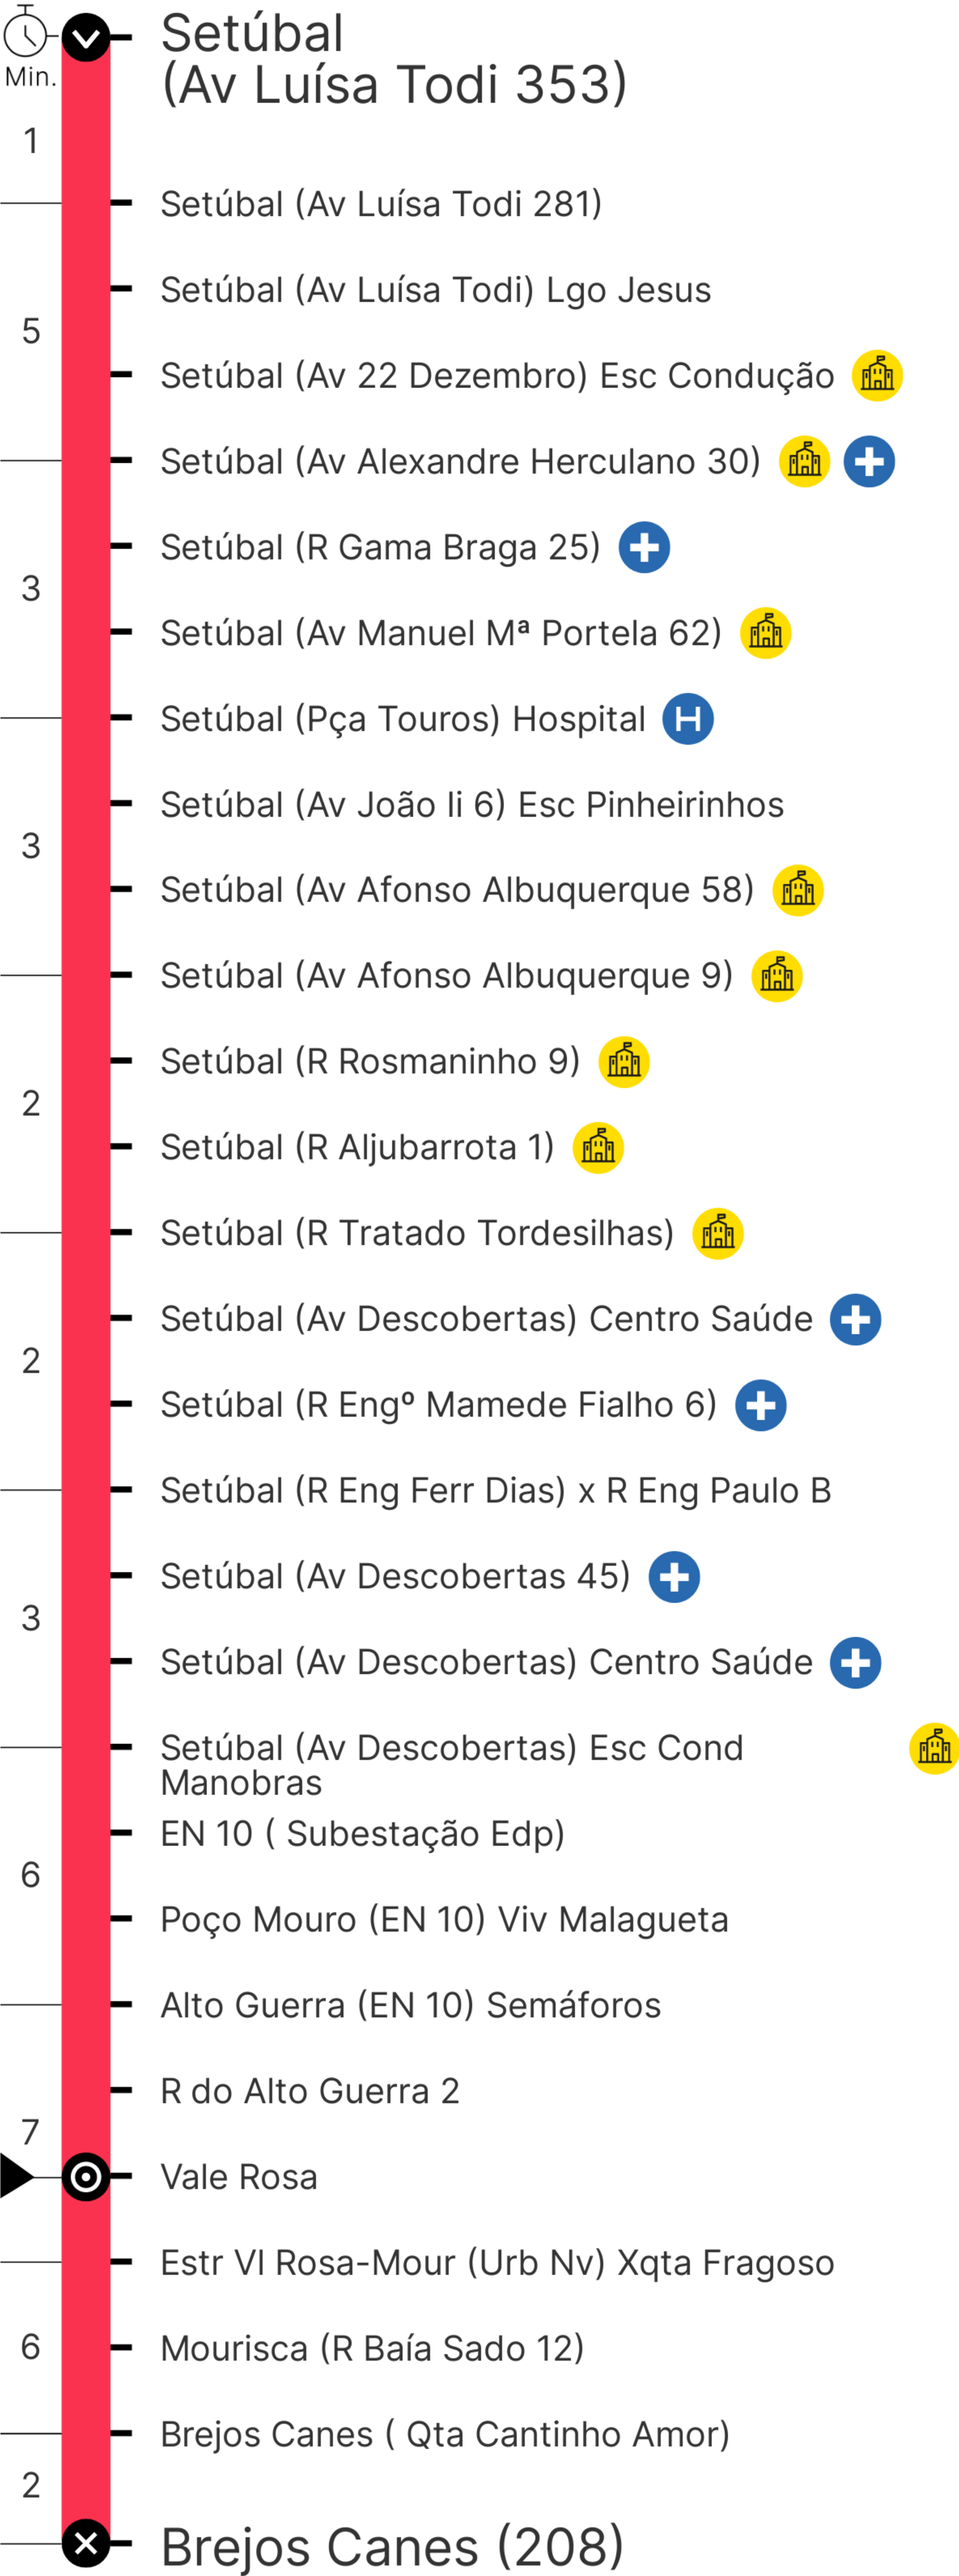 Setúbal
(Av Luísa Todi 353)
Min.
1
Setúbal (Av Luísa Todi 281)
Setúbal (Av Luísa Todi) Lgo Jesus
5
Setúbal (Av 22 Dezembro) Esc Condução
Setúbal (Av Alexandre Herculano 30)
Setúbal (R Gama Braga 25)
3
Setúbal (Av Manuel Mª Portela 62)
Setúbal (Pça Touros) Hospital H
Setúbal (Av João Ii 6) Esc Pinheirinhos
3
Setúbal (Av Afonso Albuquerque 58)
Setúbal (Av Afonso Albuquerque 9)
Setúbal (R Rosmaninho 9)
2
Setúbal (R Aljubarrota 1)
Setúbal (R Tratado Tordesilhas)
Setúbal (Av Descobertas) Centro Saúde
2
Setúbal (R Engº Mamede Fialho 6)
Setúbal (R Eng Ferr Dias) x R Eng Paulo B
Setúbal (Av Descobertas 45)
3
Setúbal (Av Descobertas) Centro Saúde
Setúbal (Av Descobertas) Esc Cond
Manobras
EN 10 ( Subestação Edp)
6
Poço Mouro (EN 10) Viv Malagueta
Alto Guerra (EN 10) Semáforos
R do Alto Guerra 2
7
Vale Rosa
Estr Vl Rosa-Mour (Urb Nv) Xqta Fragoso
6
Mourisca (R Baía Sado 12)
Brejos Canes ( Qta Cantinho Amor)
2
Brejos Canes (208)